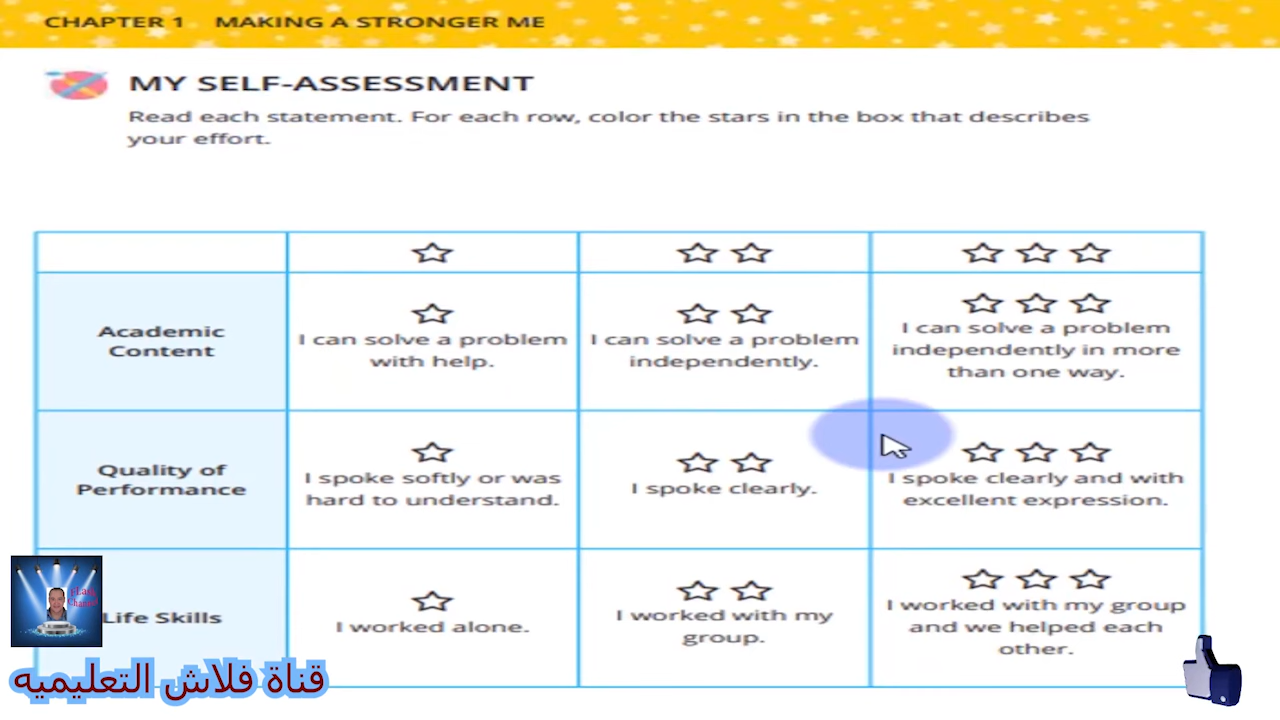 CHAPTER 1 MAKING A STRONGER ME
MY SELF-ASSESSMENT
Read each statement. For each row, color the stars in the box that describes
your effort.
Academic
Content
I can solve a problem
with help.
I can solve a problem
independently.
I can solve a problem
independently in more
than one way.
Quality of
Performance
I spoke softly or was
hard to understand.
I spoke clearly.
I spoke clearly and with
excellent expression.
Life Skills
I worked alone.
I worked with my
group.
I worked with my group
and we helped each
other.
قناة فلاش التعليميه